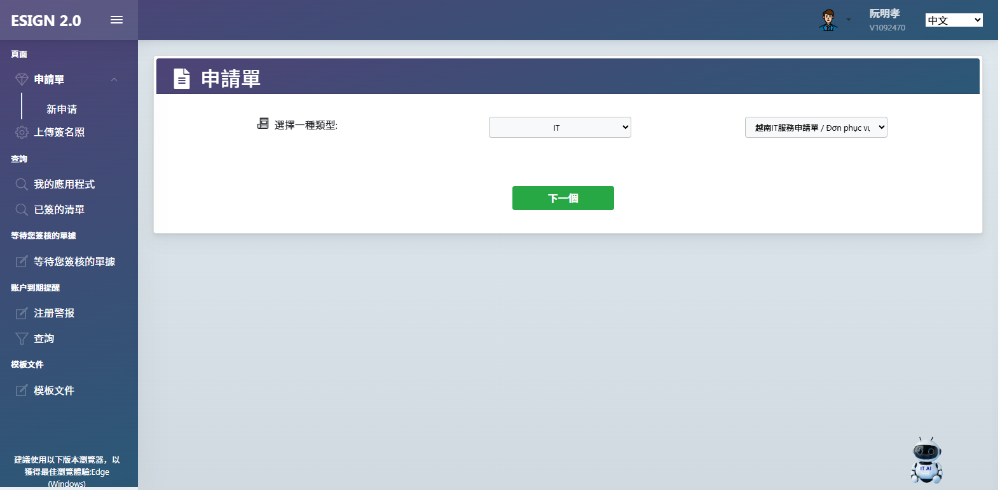 ESIGN 2.0
阮明孝
V1092470
中文
頁面
申請單
新申请
上傳簽名照
查詢
我的應用程式
已簽的清單
等待您簽核的單據
等待您簽核的單據
账户到期提醒
注册警报
查詢
模板文件
模板文件
建議使用以下版本瀏覽器，以
獲得最佳瀏覽體驗:Edge
(Windows)
申請單
選擇一種類型:
IT
越南IT服務申請單 / Đơn phục vụ
下一個
IT AI